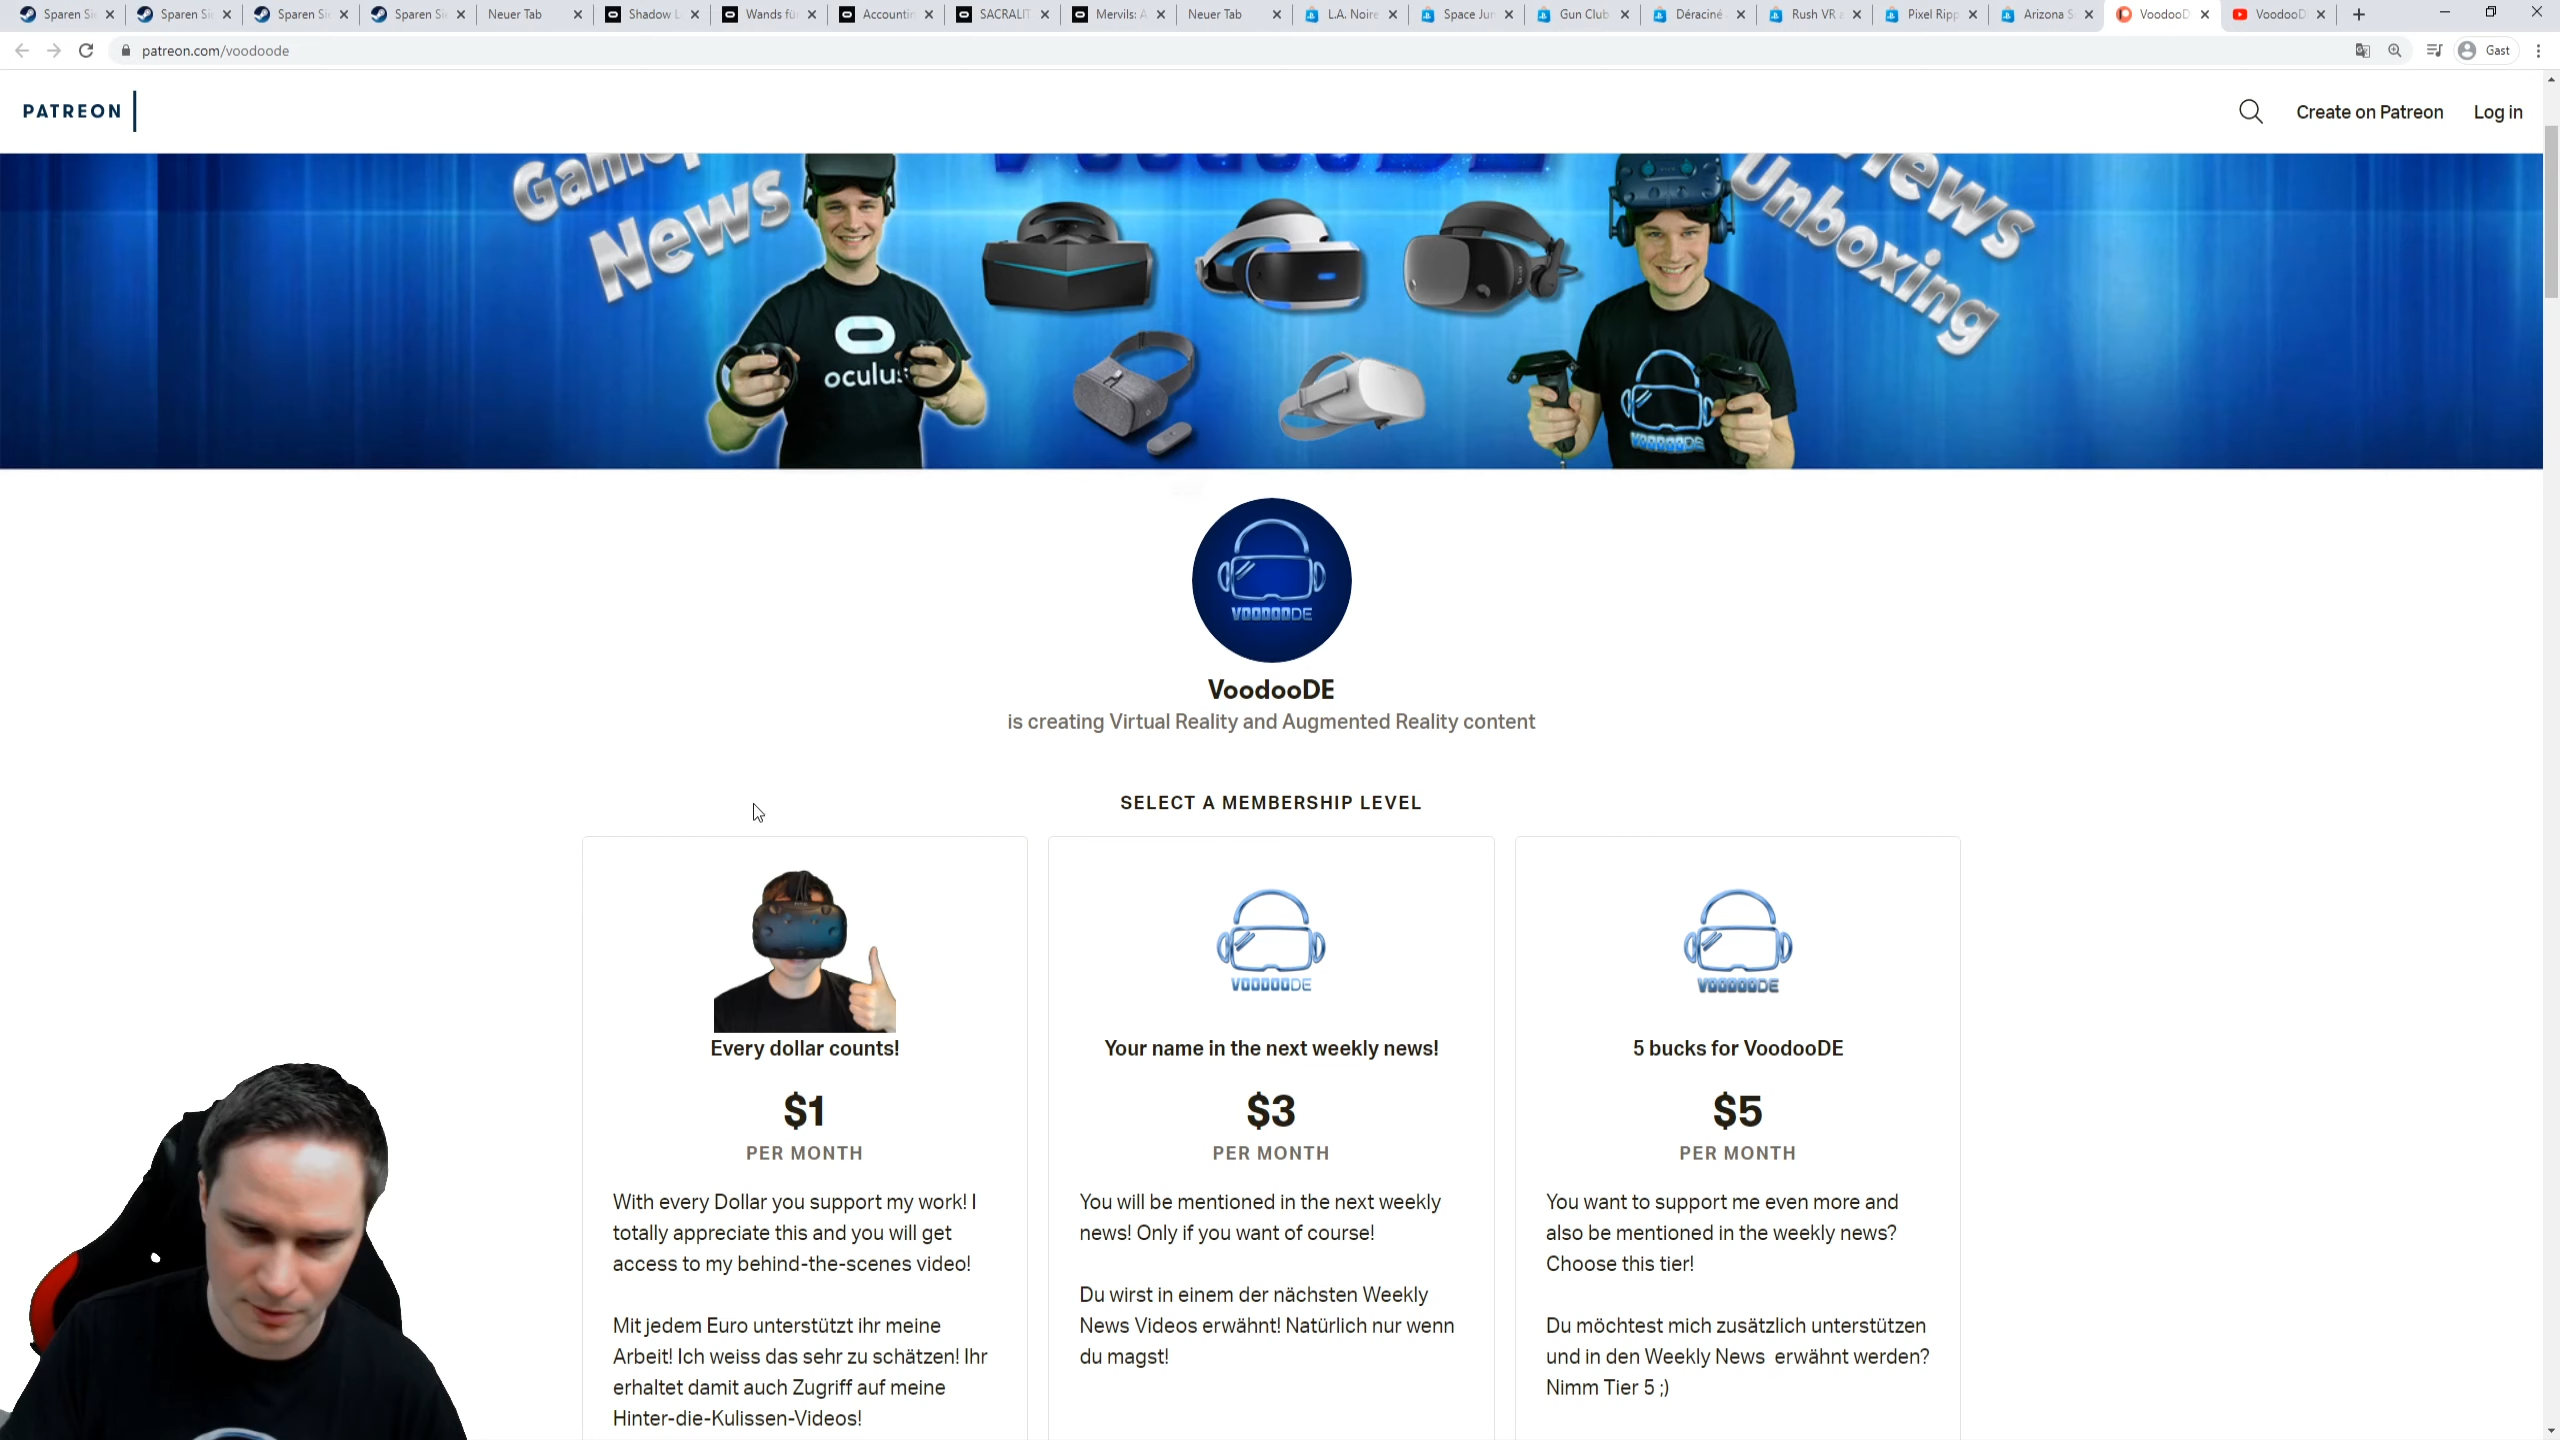 Sparen Si
Sparen Si
Sparen Si
Sparen Si
Neuer Tab
Shadow L
Wands fü
Accountin
SACRALIT
Mervils: A
Neuer Tab
L.A. Noire
Space Jun
Gun Club
Déraciné
Rush VR a
Pixel Ripp
Arizona S
VoodooD
VoodooD
patreon.com/voodoode
Gast
PATREON
Create on Patreon
Log in
News
Unboxing
oculus
VOODOODE
VOODOODE
VoodooDE
is creating Virtual Reality and Augmented Reality content
SELECT A MEMBERSHIP LEVEL
Every dollar counts!
$1
PER MONTH
With every Dollar you support my work! I
totally appreciate this and you will get
access to my behind-the-scenes video!
Mit jedem Euro unterstützt ihr meine
Arbeit! Ich weiss das sehr zu schätzen! Ihr
erhaltet damit auch Zugriff auf meine
Hinter-die-Kulissen-Videos!
VOODOODE
Your name in the next weekly news!
$3
PER MONTH
You will be mentioned in the next weekly
news! Only if you want of course!
Du wirst in einem der nächsten Weekly
News Videos erwähnt! Natürlich nur wenn
du magst!
VOODOODE
5 bucks for VoodooDE
$5
PER MONTH
You want to support me even more and
also be mentioned in the weekly news?
Choose this tier!
Du möchtest mich zusätzlich unterstützen
und in den Weekly News erwähnt werden?
Nimm Tier 5 ;)